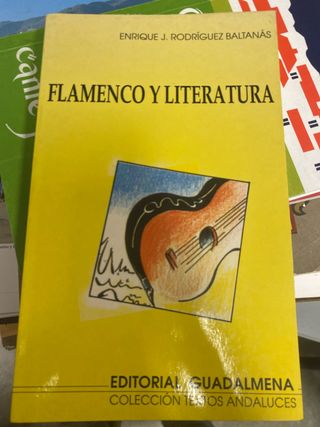 ENRIQUE J. RODRÍGUEZ BALTANÁS
FLAMENCO Y LITERATURA
EDITORIAL GUADALMENA
COLECCIÓN TEXTOS ANDALUCES